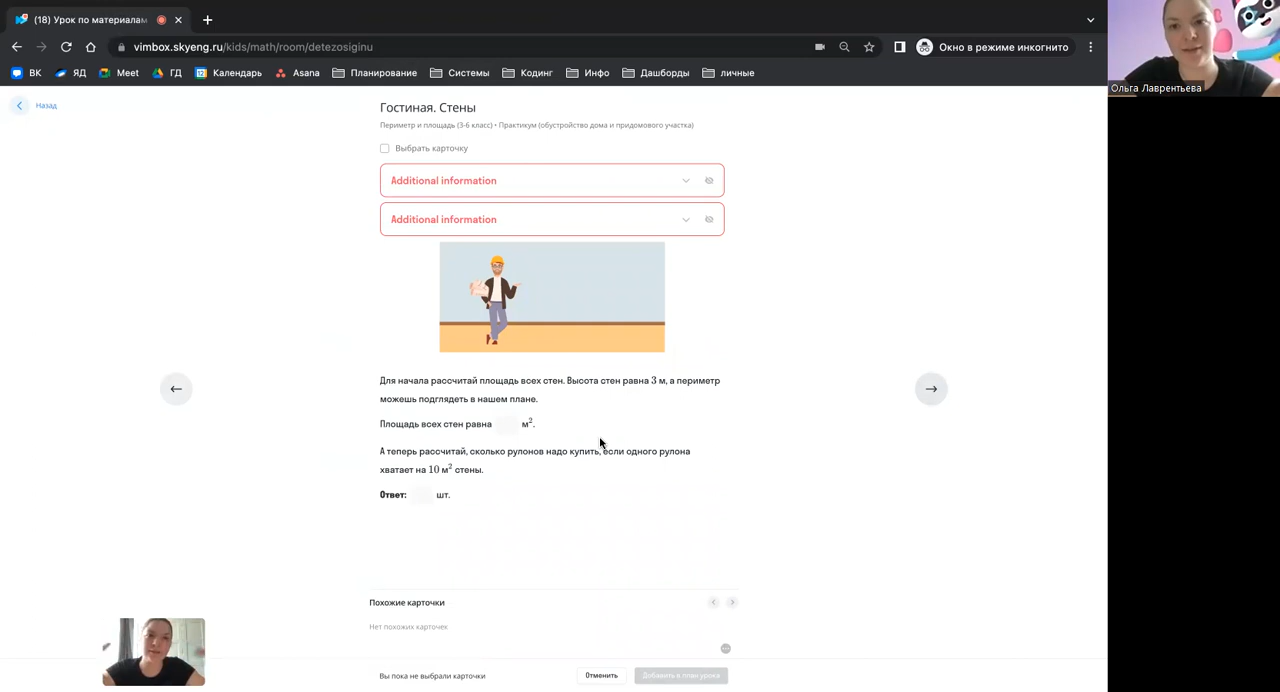 (18) Урок по материалам
vimbox.skyeng.ru/kids/math/room/detezosiginu
Окно в режиме инкогнито
ВК ЯД Meet ГД Календарь Asana Планирование Системы Кодинг Инфо Дашборды личные
Ольга Лаврентьева
Назад
Гостиная. Стены
Периметр и площадь (3-6 класс) • Практикум (обустройство дома и придомового участка)
Выбрать карточку
Additional information
Additional information
Для начала рассчитай площадь всех стен. Высота стен равна 3 м, а периметр
можешь подглядеть в нашем плане.
Площадь всех стен равна м².
А теперь рассчитай, сколько рулонов надо купить, если одного рулона
хватает на 10 м² стены.
Ответ: шт.
Похожие карточки
Нет похожих карточек
Вы пока не выбрали карточки
Отменить
Добавить в план урока